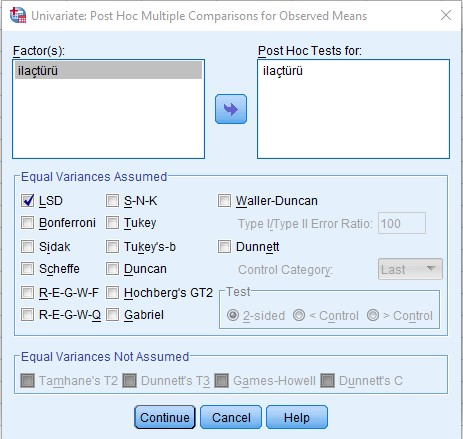 Univariate: Post Hoc Multiple Comparisons for Observed Means
Factor(s):
ilaçtürü
Post Hoc Tests for:
ilaçtürü
Equal Variances Assumed
LSD S-N-K Waller-Duncan
Bonferroni Tukey Type I/Type II Error Ratio: 100
Sidak Tukey's-b Dunnett
Scheffe Duncan Control Category: Last
R-E-G-W-F Hochberg's GT2 Test
R-E-G-W-Q Gabriel 2-sided < Control > Control
Equal Variances Not Assumed
Tamhane's T2 Dunnett's T3 Games-Howell Dunnett's C
Continue Cancel Help